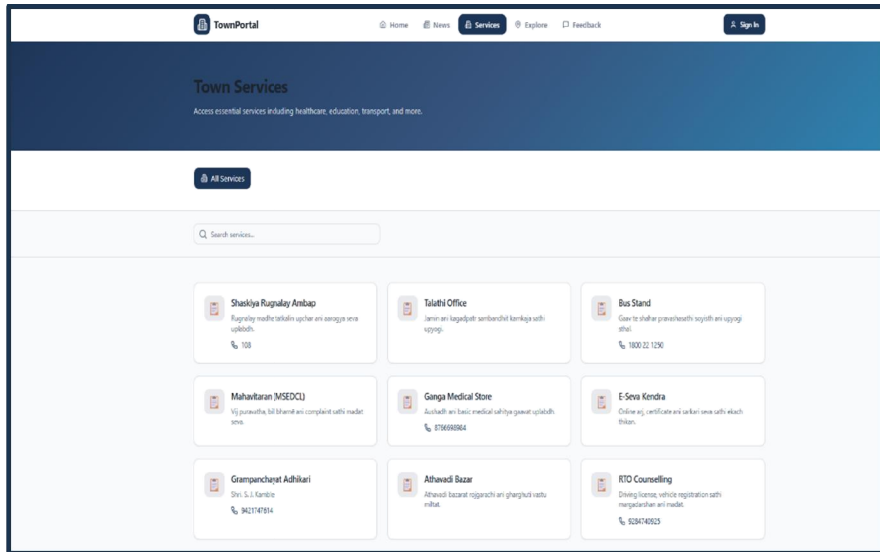 TownPortal
Home
News
Services
Explore
Feedback
Sign In
Town Services
Access essential services including healthcare, education, transport, and more.
All Services
Search services...
Shaskiya Rugnalay Ambap
Rugnalay madhe tatkalin upchar ani aarogya seva
uplabdh.
108
Talathi Office
Jamin ani kagadpatr sambandhit kamkaja sathi
upyogi.
Bus Stand
Gaav te shahar pravashasathi soyisth ani upyogi
sthal.
1800 22 1250
Mahavitaran (MSEDCL)
Vij puravatha, bil bharnit ani complaint sathi madat
seva.
Ganga Medical Store
Aushadh ani basic medical sahitya gaavat uplabdh.
8766998984
E-Seva Kendra
Online arj, certificate ani sarkari seva sathi ekach
thikan.
Grampanchayat Adhikari
Shri. S. J. Kamble
9421747614
Athavadi Bazar
Athavadi bazarat rojgarachi ani gharghuti vastu
miltat.
RTO Counselling
Driving license, vehicle registration sathi
margadarshan ani madat.
9284740925